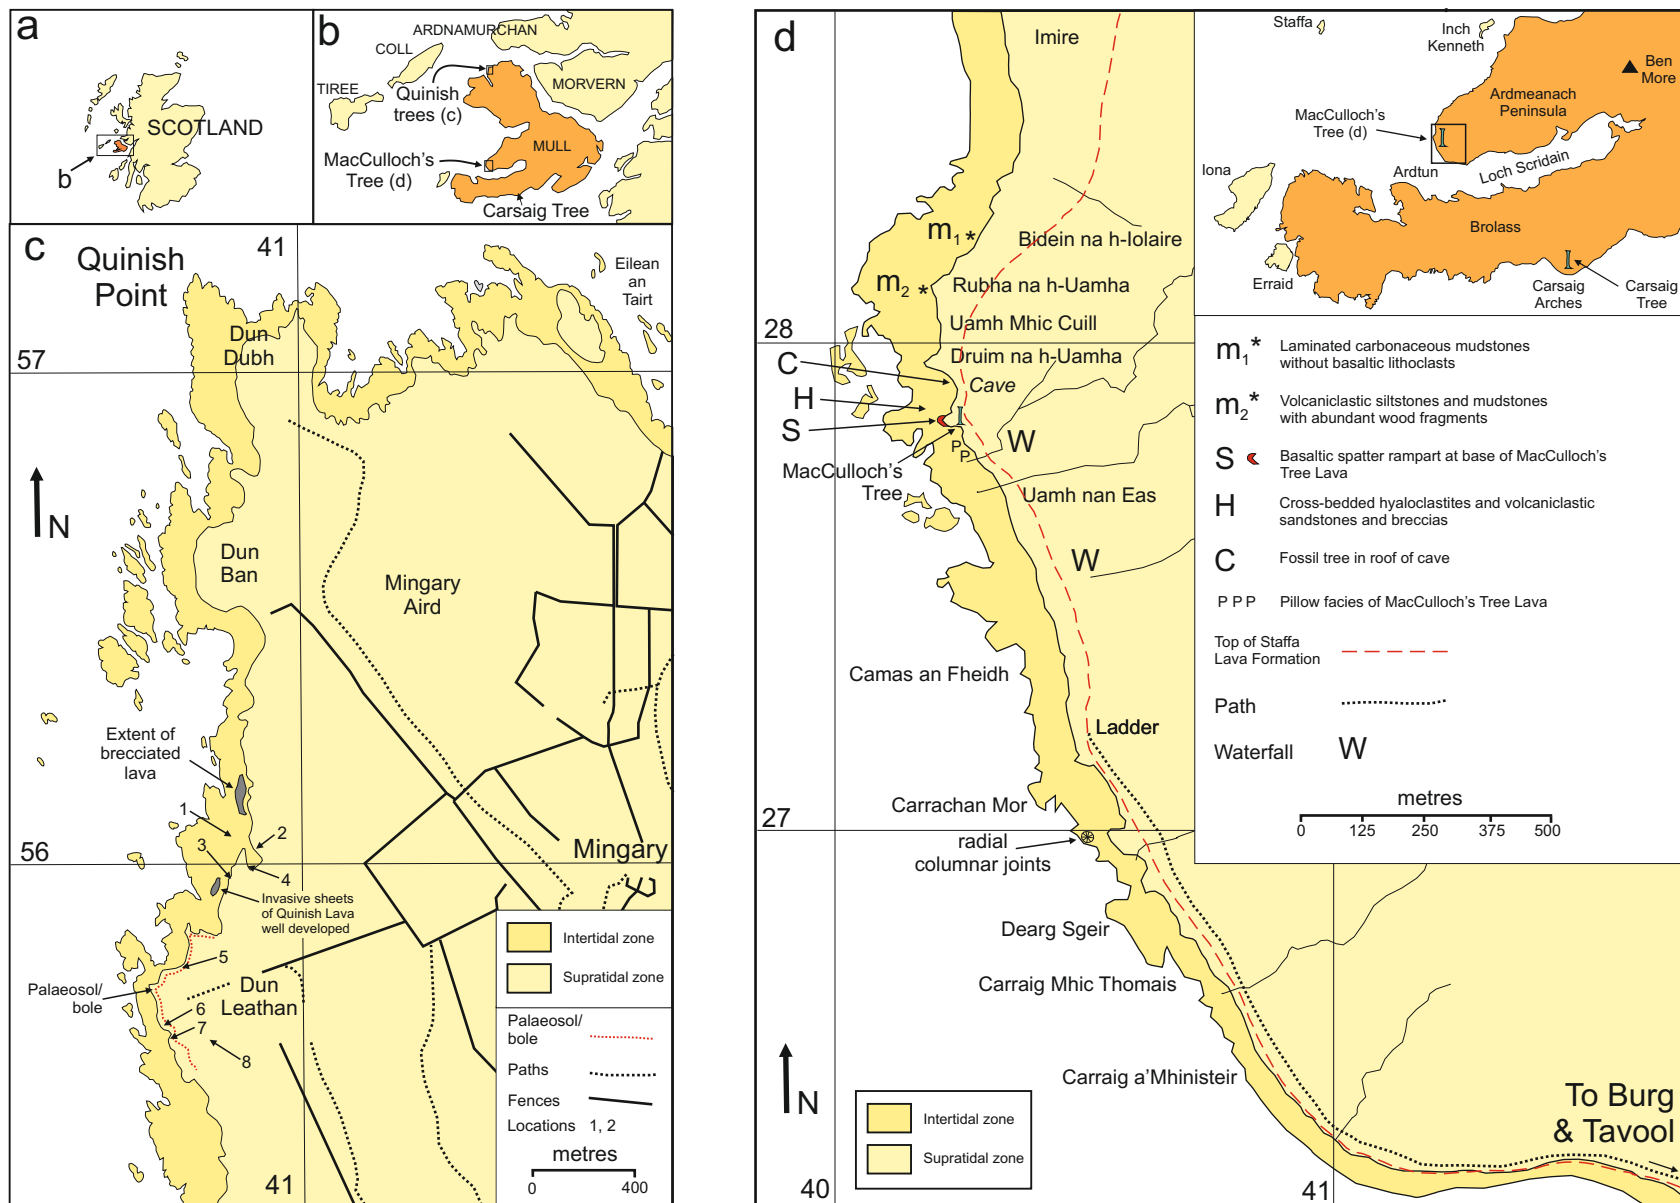 a
SCOTLAND
b
b
ARDNAMURCHAN
COLL
TIREE
MORVERN
Quinish
trees (c)
MULL
MacCulloch's
Tree (d)
Carsaig Tree
c
Quinish
Point
41
Eilean
an
Tairt
Dun
Dubh
57
N
Dun
Ban
Mingary
Aird
Extent of
brecciated
lava
1
2
3
56
4
Mingary
Invasive sheets
of Quinish Lava
well developed
5
Palaeosol/
bole
Dun
Leathan
6
7
8
41
Intertidal zone
Supratidal zone
Palaeosol/
bole
Paths
Fences
Locations 1, 2
metres
0 400
d
Imire
m1*
Bidein na h-Iolaire
m2 *
Rubha na h-Uamha
Uamh Mhic Cuill
28
Druim na h-Uamha
C
Cave
H
S
W
P
P
MacCulloch's
Tree
Uamh nan Eas
W
Camas an Fheidh
Ladder
Carrachan Mor
27
radial
columnar joints
Dearg Sgeir
Carraig Mhic Thomais
Carraig a'Mhinisteir
N
To Burg
& Tavool
Intertidal zone
Supratidal zone
40
41
Staffa
Inch
Kenneth
Ben
More
Ardmeanach
Peninsula
MacCulloch's
Tree (d)
Ardtun
Loch Scridain
Iona
Brolass
Erraid
Carsaig
Arches
Carsaig
Tree
m1* Laminated carbonaceous mudstones
without basaltic lithoclasts
m2* Volcaniclastic siltstones and mudstones
with abundant wood fragments
S Basaltic spatter rampart at base of MacCulloch's
Tree Lava
H Cross-bedded hyaloclastites and volcaniclastic
sandstones and breccias
C Fossil tree in roof of cave
P P P Pillow facies of MacCulloch's Tree Lava
Top of Staffa
Lava Formation
Path
Waterfall W
metres
0 125 250 375 500